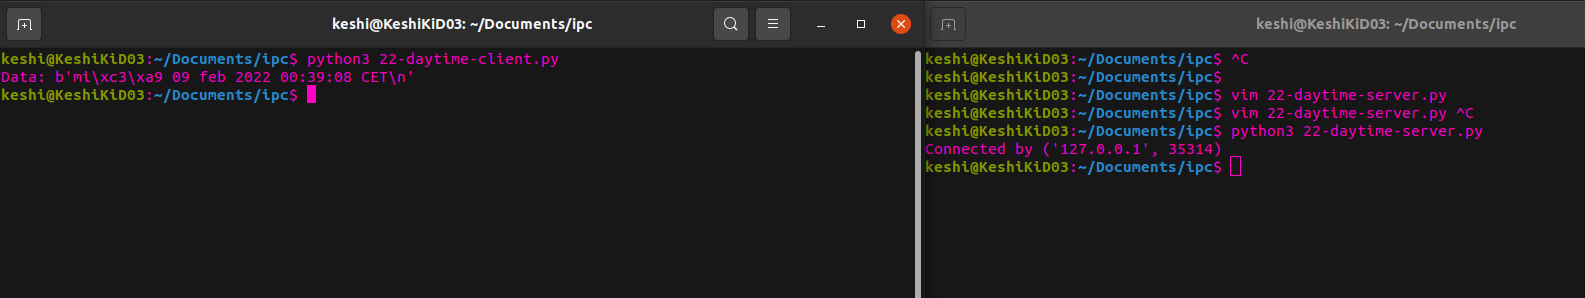 keshi@KeshiKiD03: ~/Documents/ipc
keshi@KeshiKiD03:~/Documents/ipc$ python3 22-daytime-client.py
Data: b'mi\xc3\xa9 09 feb 2022 00:39:08 CET\n'
keshi@KeshiKiD03:~/Documents/ipc$
keshi@KeshiKiD03: ~/Documents/ipc
keshi@KeshiKiD03:~/Documents/ipc$ ^C
keshi@KeshiKiD03:~/Documents/ipc$
keshi@KeshiKiD03:~/Documents/ipc$ vim 22-daytime-server.py
keshi@KeshiKiD03:~/Documents/ipc$ vim 22-daytime-server.py ^C
keshi@KeshiKiD03:~/Documents/ipc$ python3 22-daytime-server.py
Connected by ('127.0.0.1', 35314)
keshi@KeshiKiD03:~/Documents/ipc$